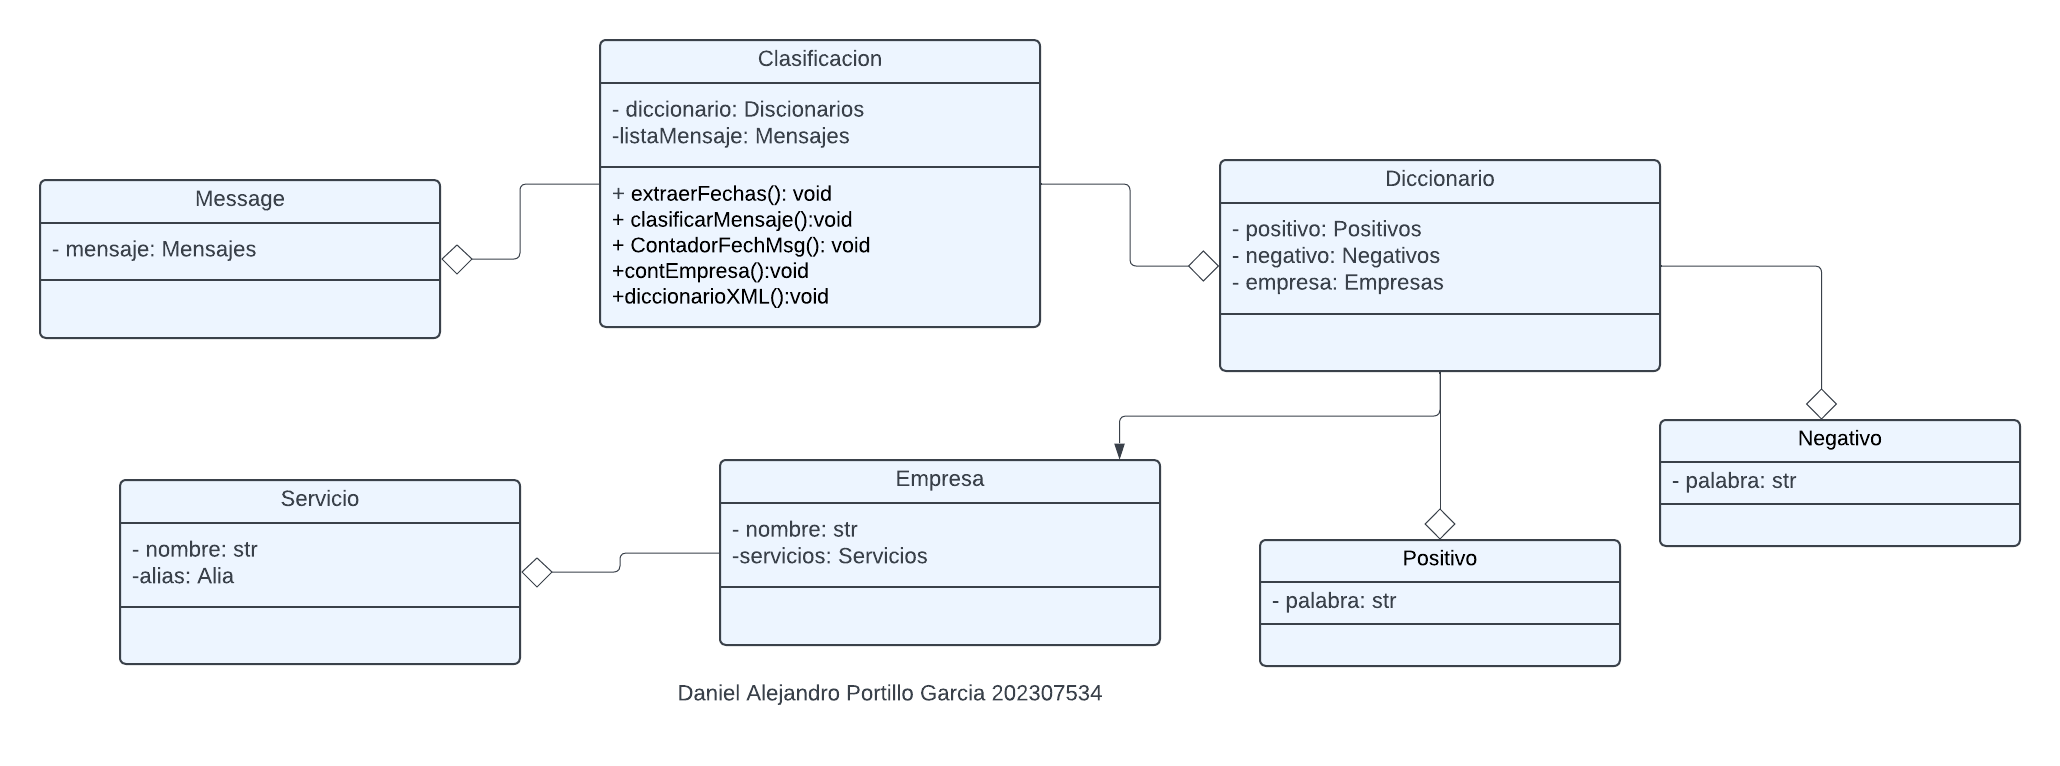 Clasificacion
- diccionario: Discionarios
-listaMensaje: Mensajes
+ extraerFechas(): void
+ clasificarMensaje():void
+ ContadorFechMsg(): void
+contEmpresa():void
+diccionarioXML():void
Message
- mensaje: Mensajes
Diccionario
- positivo: Positivos
- negativo: Negativos
- empresa: Empresas
Negativo
- palabra: str
Servicio
- nombre: str
-alias: Alia
Empresa
- nombre: str
-servicios: Servicios
Positivo
- palabra: str
Daniel Alejandro Portillo Garcia 202307534